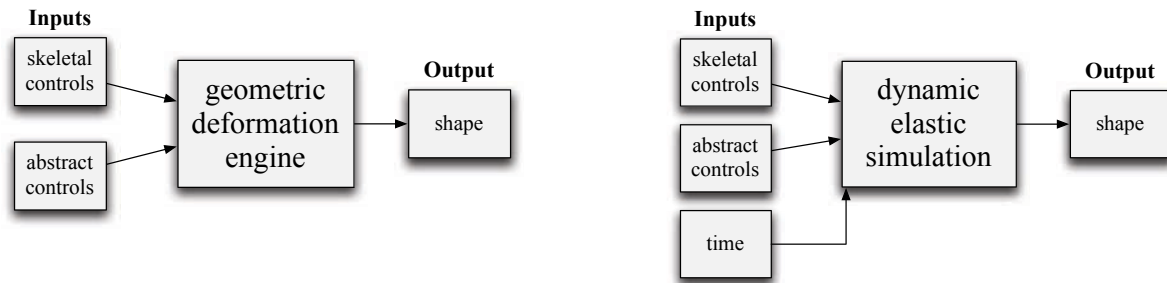 Inputs
skeletal
controls
abstract
controls
geometric
deformation
engine
Output
shape
Inputs
skeletal
controls
abstract
controls
time
dynamic
elastic
simulation
Output
shape